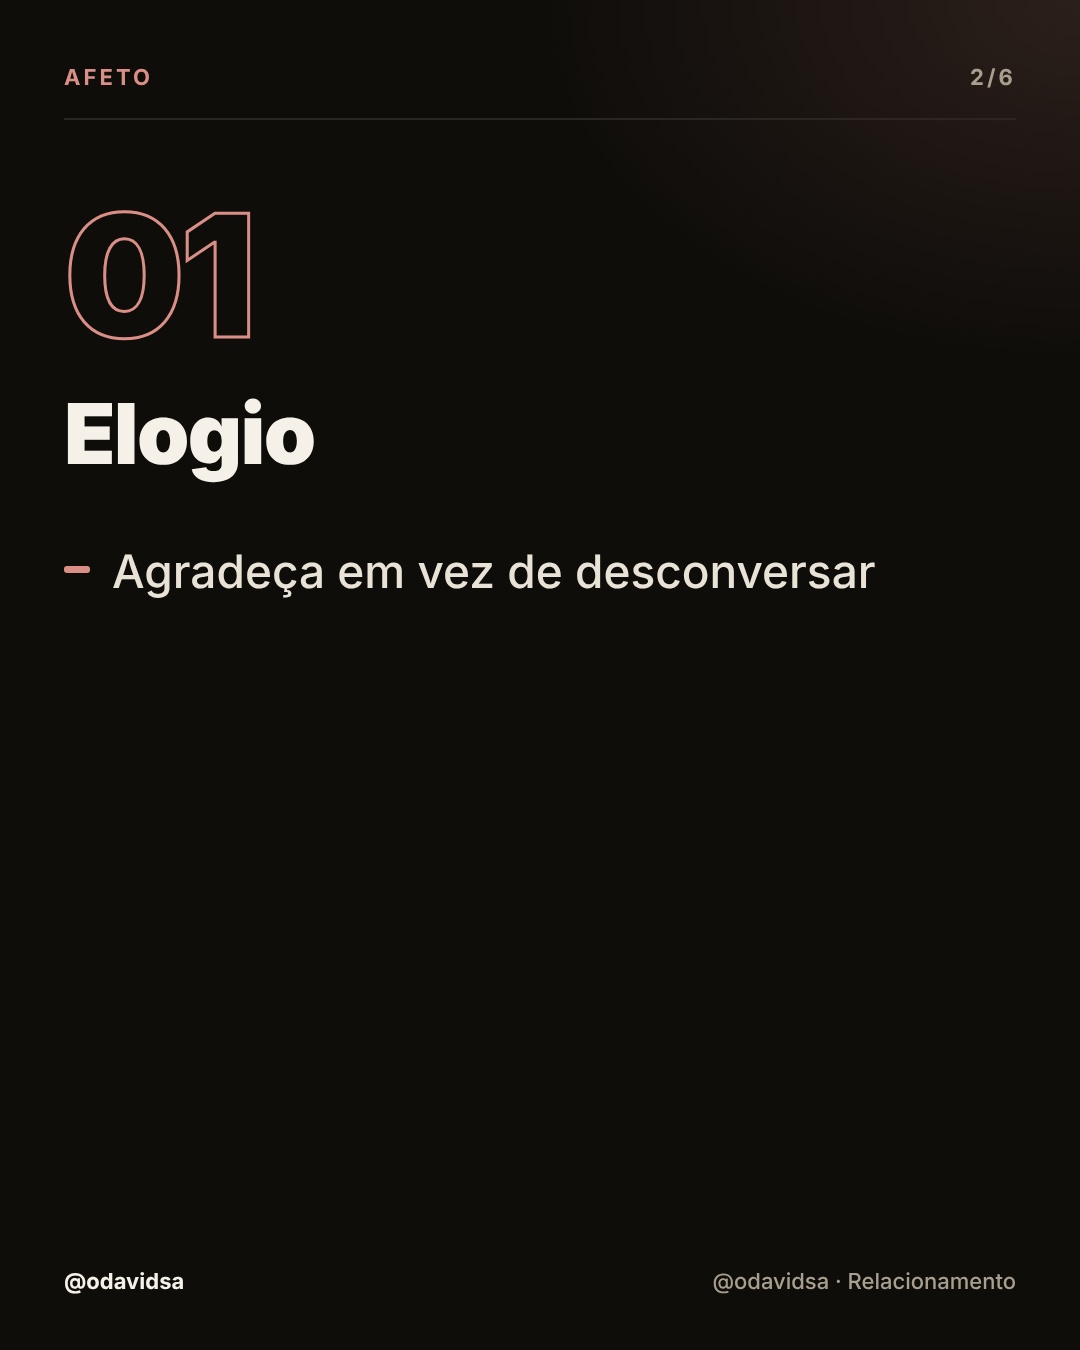 AFETO
2/6
01
Elogio
Agradeça em vez de desconversar
@odavidsa
@odavidsa · Relacionamento